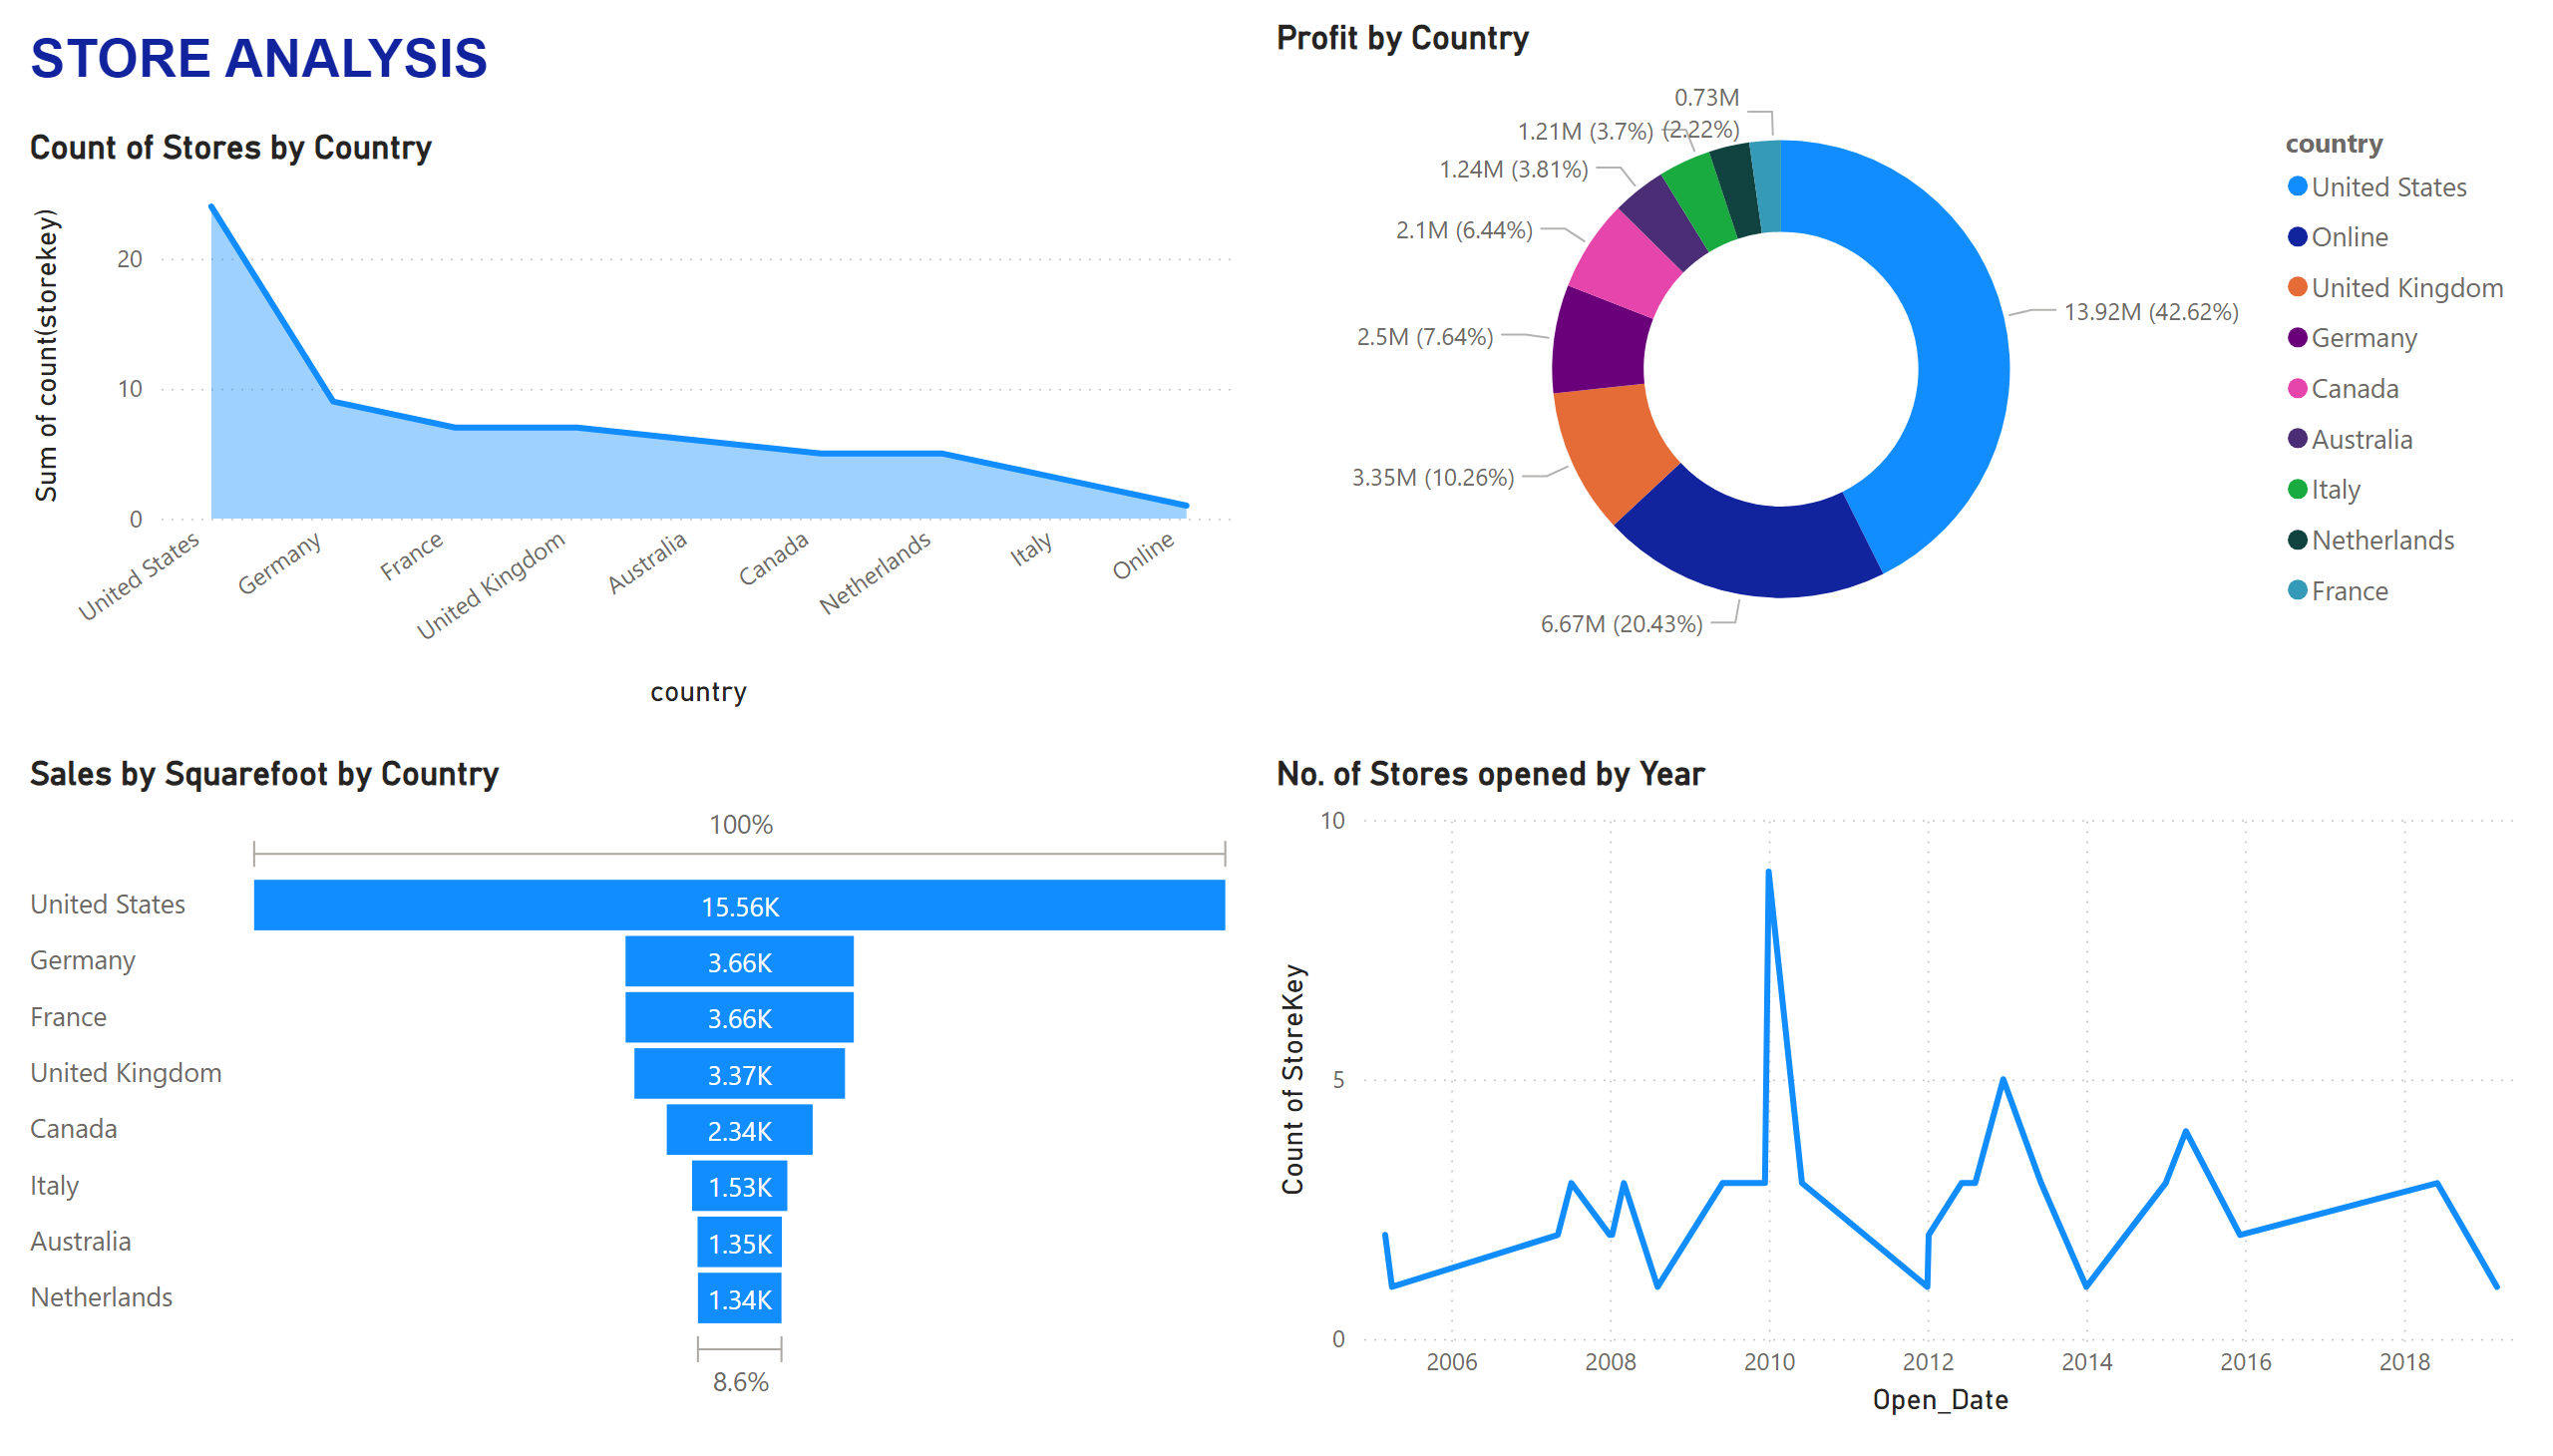 STORE ANALYSIS
Count of Stores by Country
Sum of count(storekey)
20
10
0
United States
Germany
France
United Kingdom
Australia
Canada
Netherlands
Italy
Online
country
Profit by Country
0.73M
(2.22%)
1.21M (3.7%)
1.24M (3.81%)
2.1M (6.44%)
2.5M (7.64%)
3.35M (10.26%)
6.67M (20.43%)
13.92M (42.62%)
country
United States
Online
United Kingdom
Germany
Canada
Australia
Italy
Netherlands
France
Sales by Squarefoot by Country
100%
United States 15.56K
Germany 3.66K
France 3.66K
United Kingdom 3.37K
Canada 2.34K
Italy 1.53K
Australia 1.35K
Netherlands 1.34K
8.6%
No. of Stores opened by Year
Count of StoreKey
10
5
0
2006 2008 2010 2012 2014 2016 2018
Open_Date